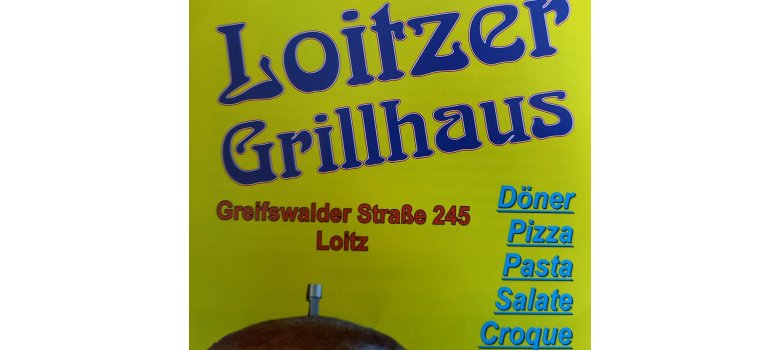 Loitzer
Grillhaus
Greifswalder Straße 245
Loitz
Döner
Pizza
Pasta
Salate
Croque